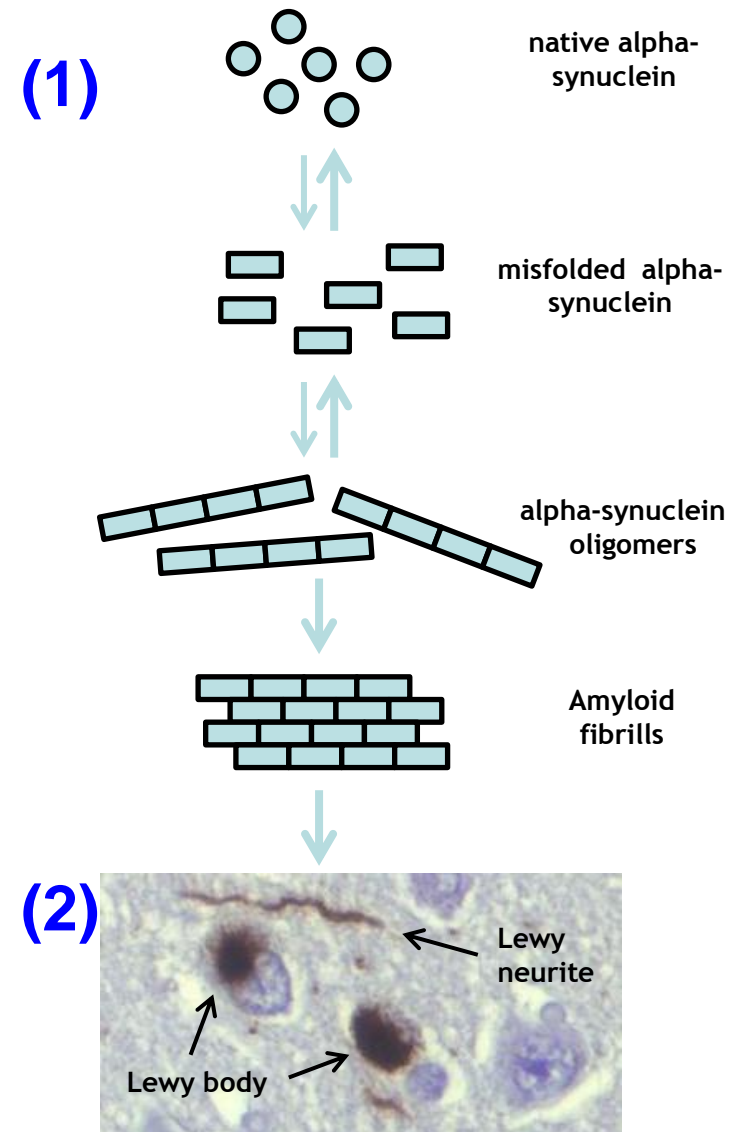 (1)
native alpha-
synuclein
misfolded alpha-
synuclein
alpha-synuclein
oligomers
Amyloid
fibrills
(2)
Lewy
neurite
Lewy body